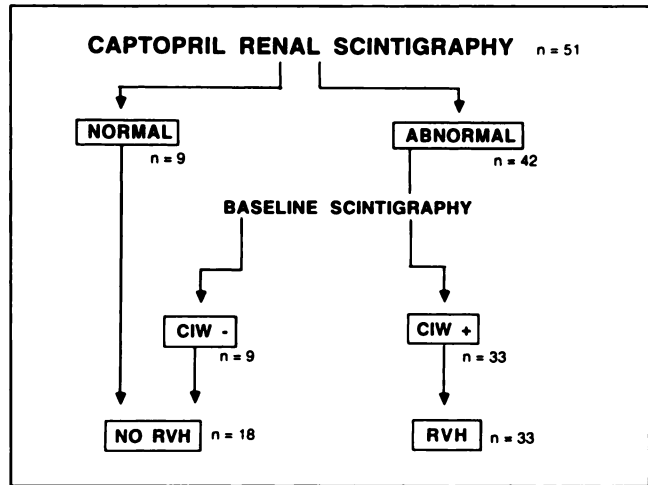 CAPTOPRIL RENAL SCINTIGRAPHY n = 51
NORMAL
n = 9
ABNORMAL
n = 42
BASELINE SCINTIGRAPHY
CIW -
n = 9
CIW +
n = 33
NO RVH n = 18
RVH n = 33